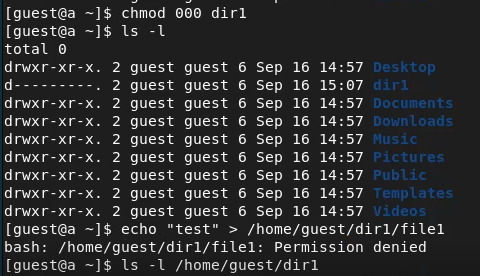 [guest@a ~]$ chmod 000 dir1
[guest@a ~]$ ls -l
total 0
drwxr-xr-x. 2 guest guest 6 Sep 16 14:57 Desktop
d---------. 2 guest guest 6 Sep 16 15:07 dir1
drwxr-xr-x. 2 guest guest 6 Sep 16 14:57 Documents
drwxr-xr-x. 2 guest guest 6 Sep 16 14:57 Downloads
drwxr-xr-x. 2 guest guest 6 Sep 16 14:57 Music
drwxr-xr-x. 2 guest guest 6 Sep 16 14:57 Pictures
drwxr-xr-x. 2 guest guest 6 Sep 16 14:57 Public
drwxr-xr-x. 2 guest guest 6 Sep 16 14:57 Templates
drwxr-xr-x. 2 guest guest 6 Sep 16 14:57 Videos
[guest@a ~]$ echo "test" > /home/guest/dir1/file1
bash: /home/guest/dir1/file1: Permission denied
[guest@a ~]$ ls -l /home/guest/dir1